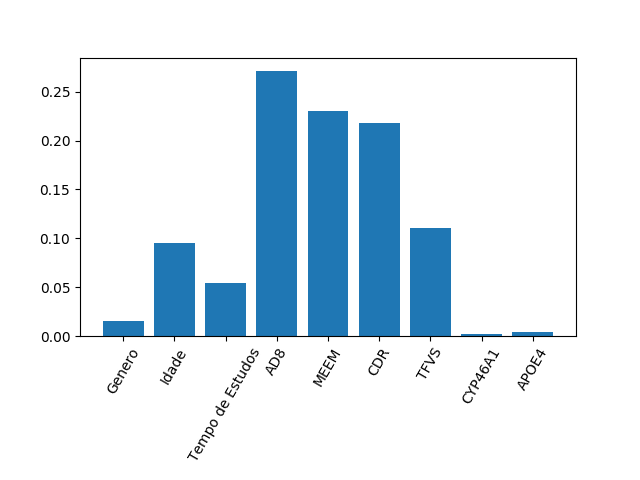 0.25
0.20
0.15
0.10
0.05
0.00
Genero
Idade
Tempo de Estudos
AD8
MEEM
CDR
TFVS
CYP46A1
APOE4